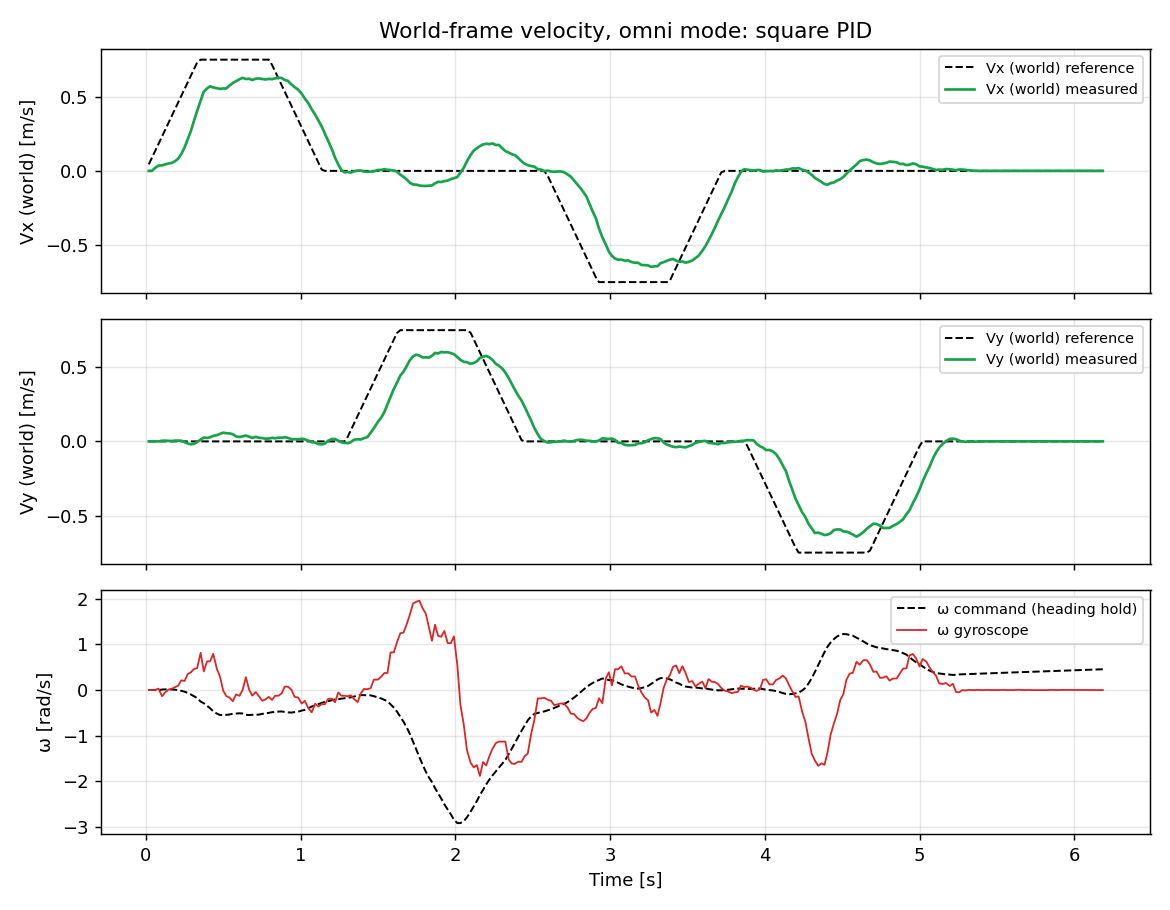 World-frame velocity, omni mode: square PID
Vx (world) [m/s]
0.5
0.0
−0.5
Vx (world) reference
Vx (world) measured
Vy (world) [m/s]
0.5
0.0
−0.5
Vy (world) reference
Vy (world) measured
ω [rad/s]
2
1
0
−1
−2
−3
ω command (heading hold)
ω gyroscope
0 1 2 3 4 5 6
Time [s]